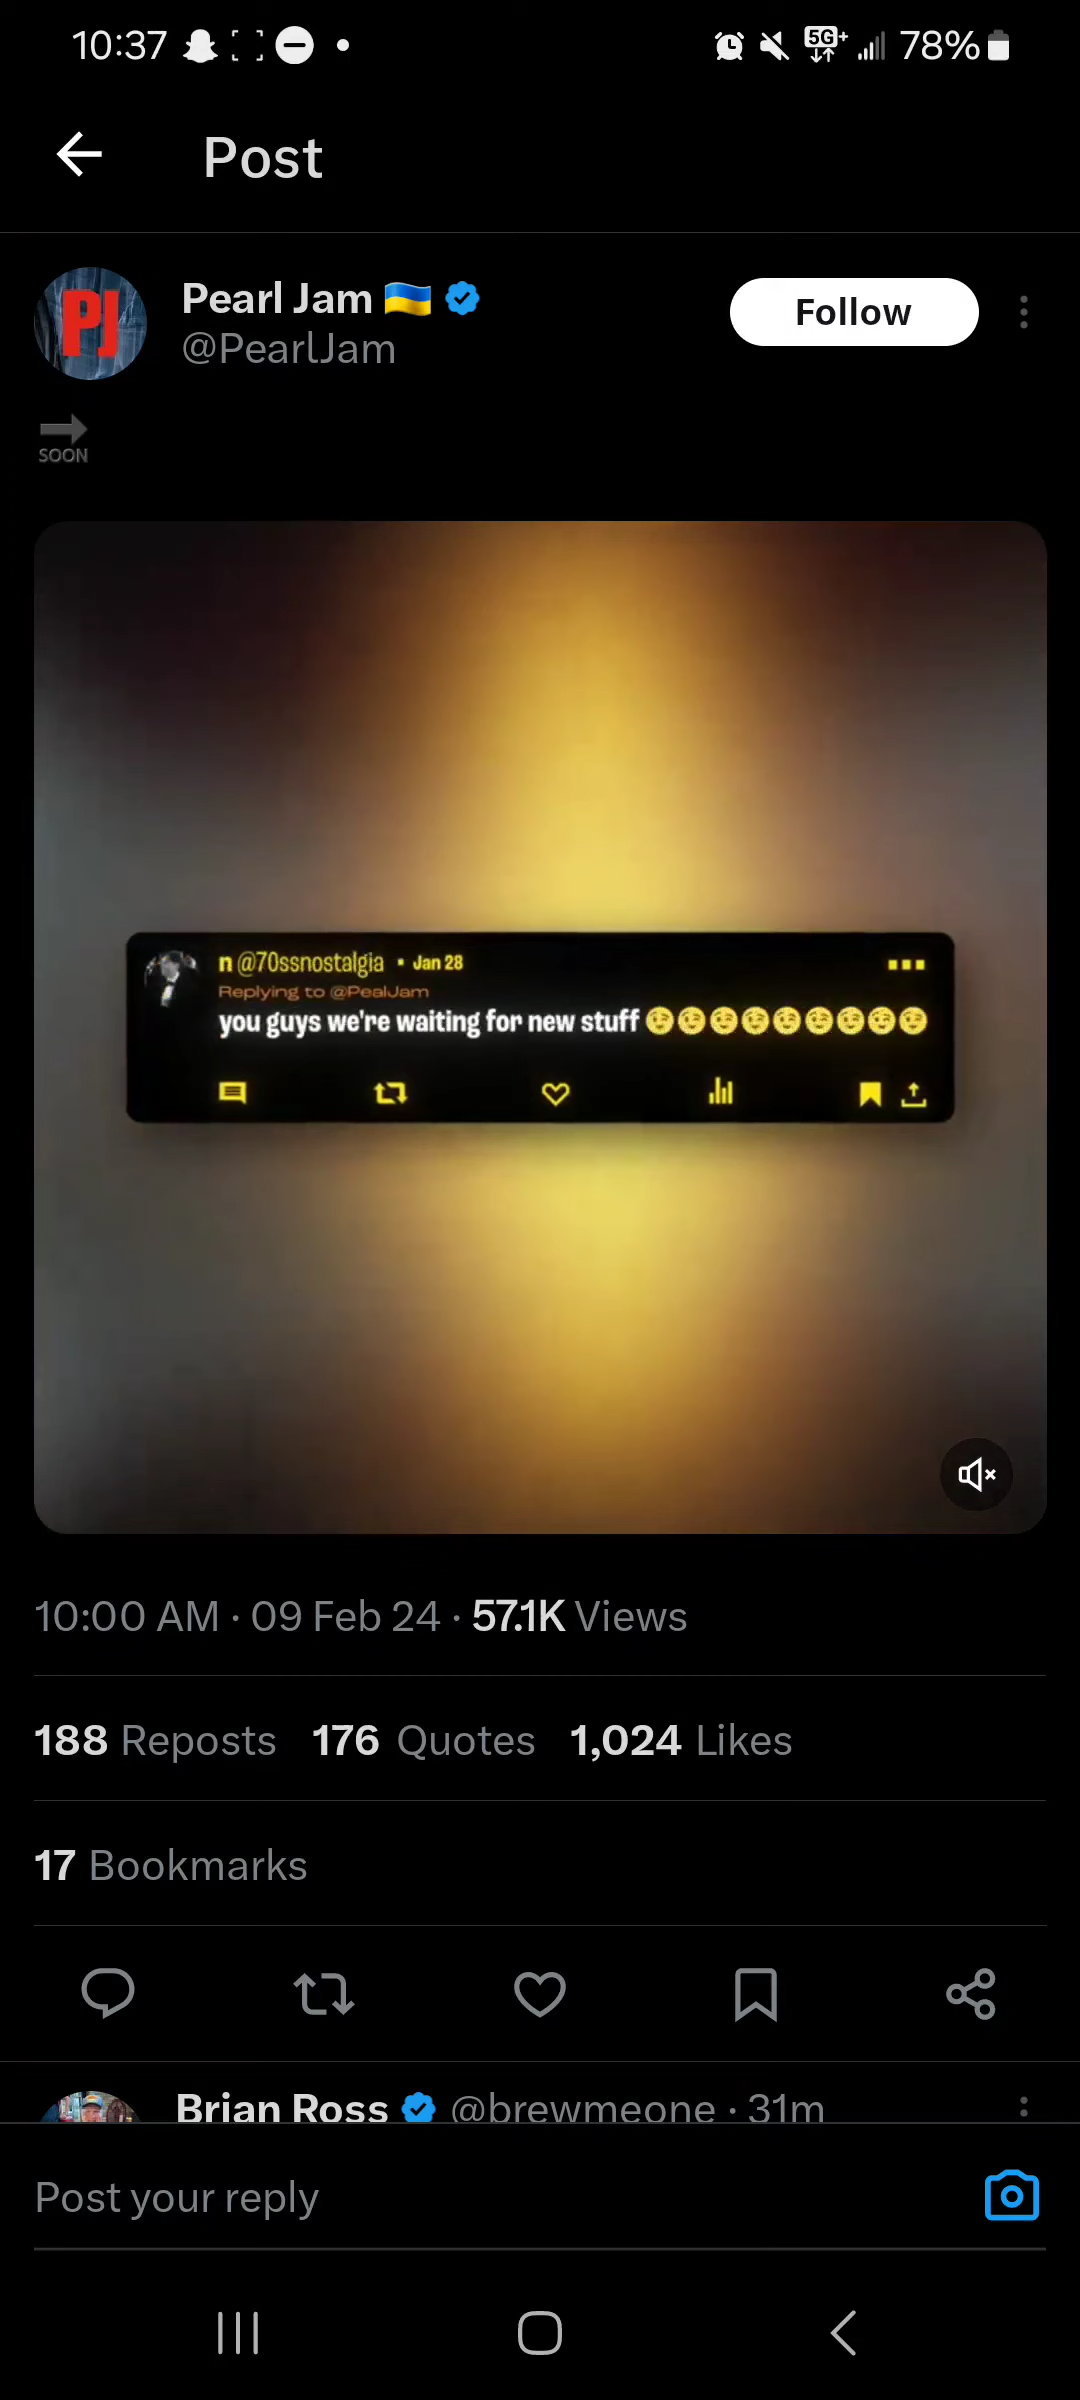 10:37 5G+ 78%
Post
PJ
Pearl Jam 🇺🇦
Follow
@PearlJam
SOON
n @70ssnostalgia · Jan 28
Replying to @PealJam
you guys we're waiting for new stuff
10:00 AM · 09 Feb 24 · 57.1K Views
188 Reposts 176 Quotes 1,024 Likes
17 Bookmarks
Brian Ross @brewmeone · 31m
Post your reply